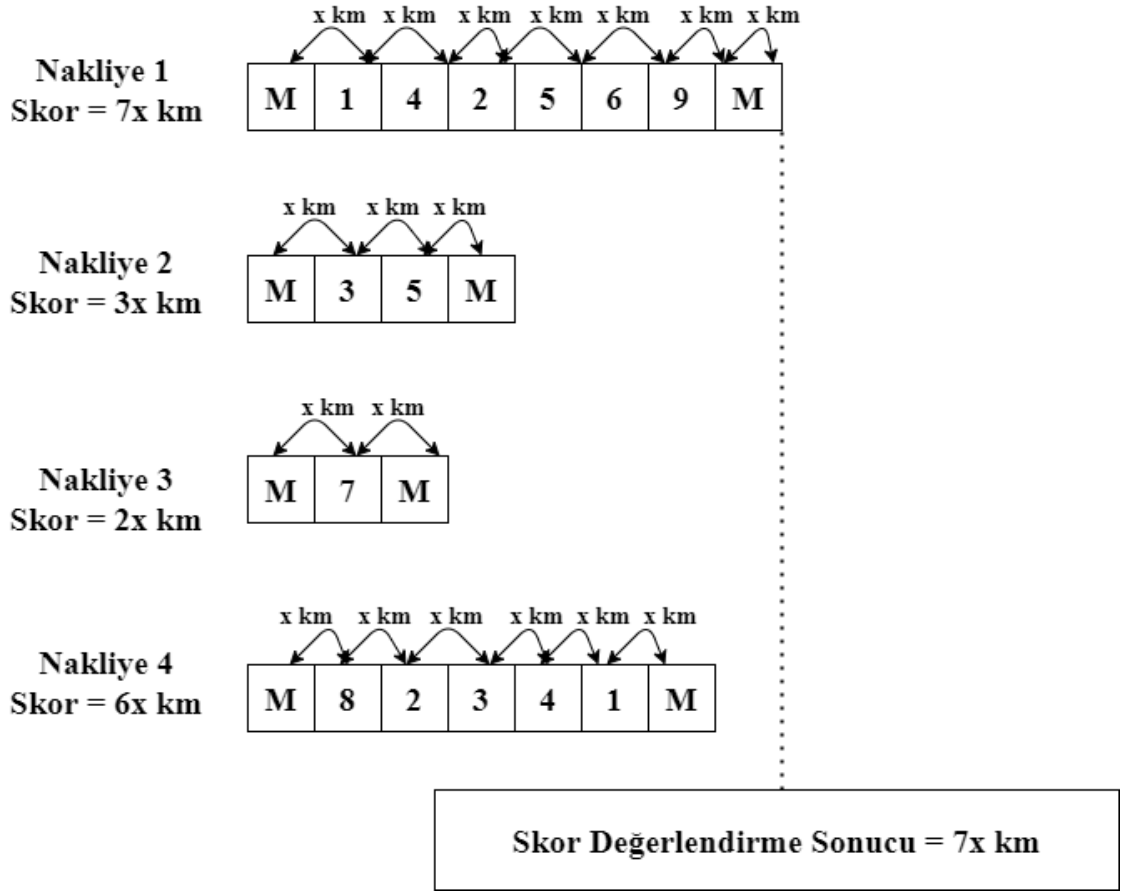 x km x km x km x km x km x km x km
Nakliye 1
Skor = 7x km
M 1 4 2 5 6 9 M
x km x km x km
Nakliye 2
Skor = 3x km
M 3 5 M
x km x km
Nakliye 3
Skor = 2x km
M 7 M
x km x km x km x km x km x km
Nakliye 4
Skor = 6x km
M 8 2 3 4 1 M
Skor Değerlendirme Sonucu = 7x km